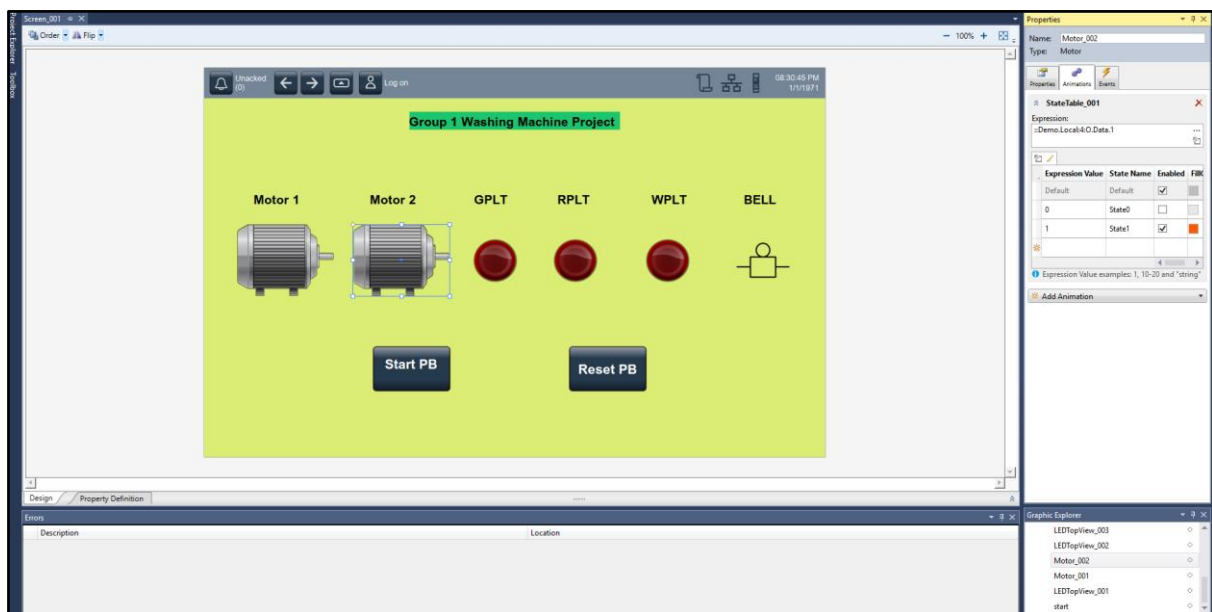 Screen_001
Project Explorer
Toolbox
Order
Flip
100%
Unacked
(0)
Log on
08:30:45 PM
1/1/1971
Group 1 Washing Machine Project
Motor 1
Motor 2
GPLT
RPLT
WPLT
BELL
Start PB
Reset PB
Design
Property Definition
Errors
Description
Location
Properties
Name:
Motor_002
Type:
Motor
Properties
Animations
Events
StateTable_001
Expression:
::Demo.Local:4:O.Data.1
Expression Value
State Name
Enabled
FillC
Default
Default
0
State0
1
State1
Expression Value examples: 1, 10-20 and "string"
Add Animation
Graphic Explorer
LEDTopView_003
LEDTopView_002
Motor_002
Motor_001
LEDTopView_001
start